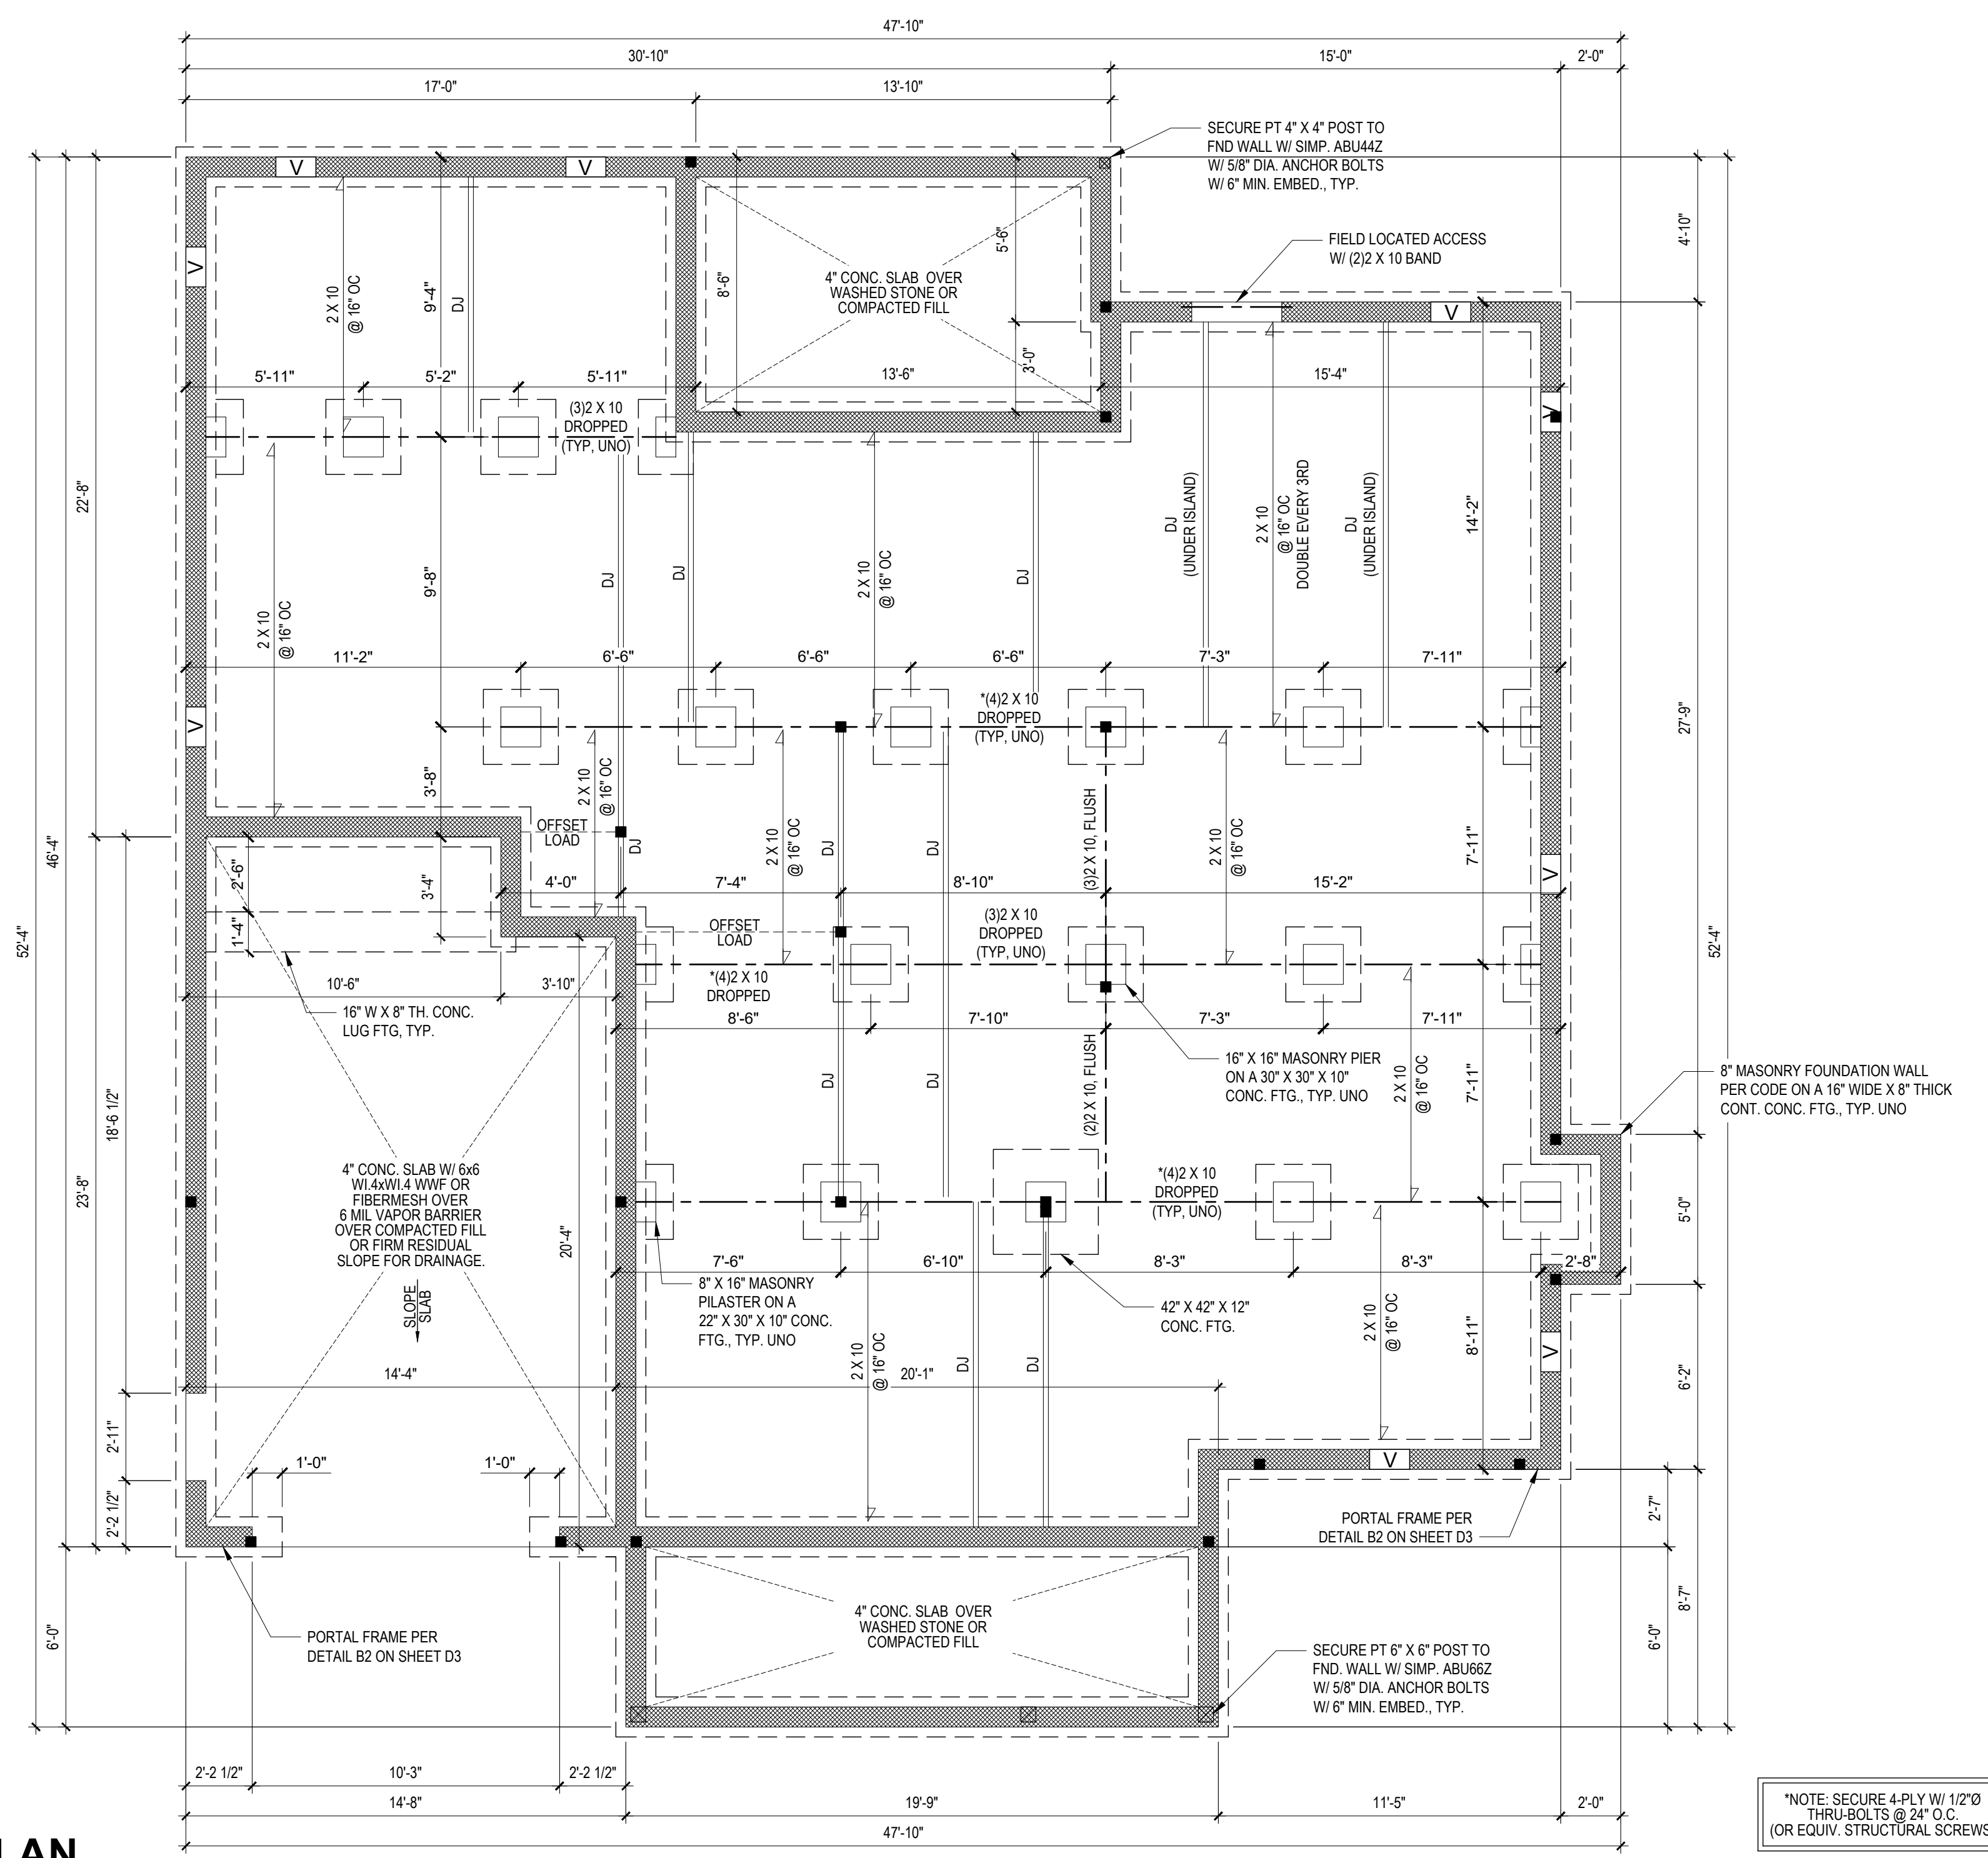 47'-10"
30'-10"
15'-0"
2'-0"
17'-0"
13'-10"
SECURE PT 4" X 4" POST TO
FND WALL W/ SIMP. ABU44Z
W/ 5/8" DIA. ANCHOR BOLTS
W/ 6" MIN. EMBED., TYP.
V
V
V
FIELD LOCATED ACCESS
W/ (2)2 X 10 BAND
4'-10"
2 X 10
@ 16" OC
9'-4"
DJ
8'-6"
5'-6"
4" CONC. SLAB OVER
WASHED STONE OR
COMPACTED FILL
3'-0"
V
5'-11"
5'-2"
5'-11"
13'-6"
15'-4"
V
(3)2 X 10
DROPPED
(TYP, UNO)
22'-8"
46'-4"
52'-4"
2 X 10
@ 16" OC
9'-8"
DJ
DJ
2 X 10
@ 16" OC
DJ
DJ
(UNDER ISLAND)
2 X 10
@ 16" OC
DOUBLE EVERY 3RD
DJ
(UNDER ISLAND)
14'-2"
27'-9"
52'-4"
11'-2"
6'-6"
6'-6"
6'-6"
7'-3"
7'-11"
V
*(4)2 X 10
DROPPED
(TYP, UNO)
3'-8"
2 X 10
@ 16" OC
OFFSET
LOAD
DJ
2 X 10
@ 16" OC
DJ
DJ
(3)2 X 10, FLUSH
2 X 10
@ 16" OC
7'-11"
V
2'-6"
1'-4"
3'-4"
4'-0"
7'-4"
8'-10"
15'-2"
OFFSET
LOAD
(3)2 X 10
DROPPED
(TYP, UNO)
*(4)2 X 10
DROPPED
10'-6"
3'-10"
16" W X 8" TH. CONC.
LUG FTG, TYP.
8'-6"
7'-10"
7'-3"
7'-11"
16" X 16" MASONRY PIER
ON A 30" X 30" X 10"
CONC. FTG., TYP. UNO
DJ
DJ
(2)2 X 10, FLUSH
2 X 10
@ 16" OC
7'-11"
8" MASONRY FOUNDATION WALL
PER CODE ON A 16" WIDE X 8" THICK
CONT. CONC. FTG., TYP. UNO
18'-6 1/2"
23'-8"
4" CONC. SLAB W/ 6x6
WI.4xWI.4 WWF OR
FIBERMESH OVER
6 MIL VAPOR BARRIER
OVER COMPACTED FILL
OR FIRM RESIDUAL
SLOPE FOR DRAINAGE.
SLOPE
SLAB
20'-4"
*(4)2 X 10
DROPPED
(TYP, UNO)
5'-0"
7'-6"
6'-10"
8'-3"
8'-3"
2'-8"
8" X 16" MASONRY
PILASTER ON A
22" X 30" X 10" CONC.
FTG., TYP. UNO
42" X 42" X 12"
CONC. FTG.
2 X 10
@ 16" OC
DJ
DJ
2 X 10
@ 16" OC
8'-11"
V
6'-2"
14'-4"
20'-1"
2'-11"
1'-0"
1'-0"
V
2'-2 1/2"
PORTAL FRAME PER
DETAIL B2 ON SHEET D3
2'-7"
8'-7"
6'-0"
PORTAL FRAME PER
DETAIL B2 ON SHEET D3
4" CONC. SLAB OVER
WASHED STONE OR
COMPACTED FILL
SECURE PT 6" X 6" POST TO
FND. WALL W/ SIMP. ABU66Z
W/ 5/8" DIA. ANCHOR BOLTS
W/ 6" MIN. EMBED., TYP.
6'-0"
2'-2 1/2"
10'-3"
2'-2 1/2"
14'-8"
19'-9"
11'-5"
2'-0"
47'-10"
*NOTE: SECURE 4-PLY W/ 1/2"Ø
THRU-BOLTS @ 24" O.C.
(OR EQUIV. STRUCTURAL SCREWS